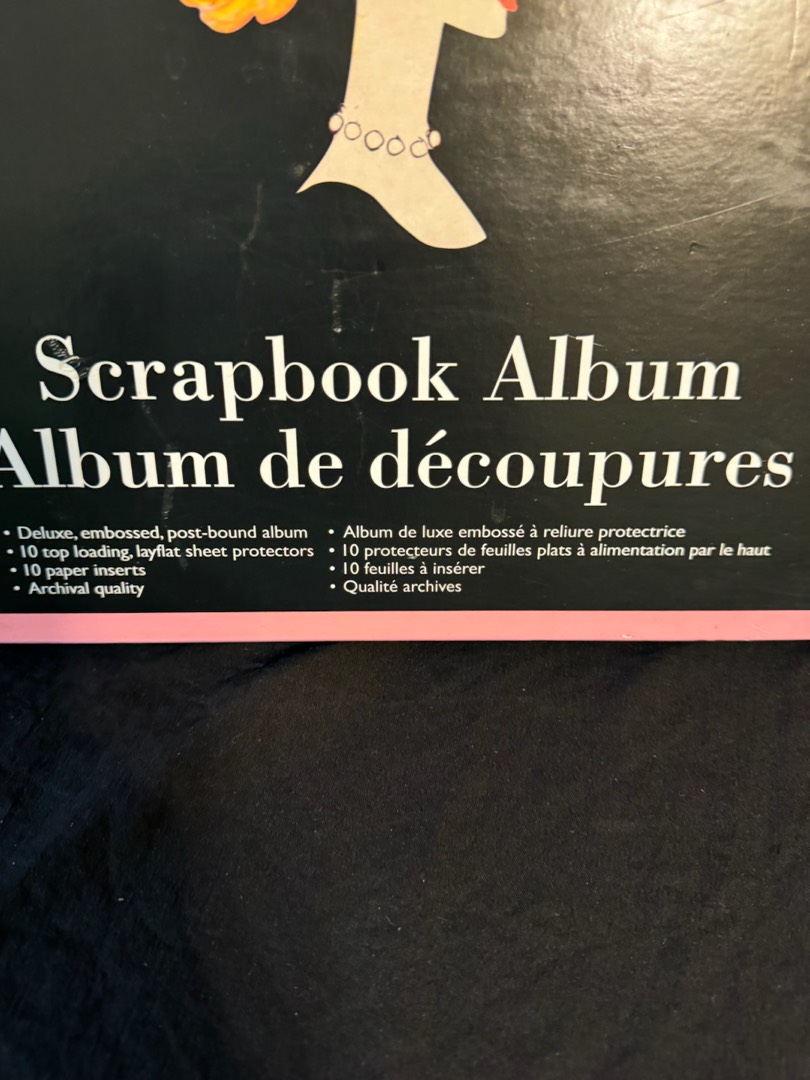 Scrapbook Album
Album de découpures
• Deluxe, embossed, post-bound album
• 10 top loading, layflat sheet protectors
• 10 paper inserts
• Archival quality
• Album de luxe embossé à reliure protectrice
• 10 protecteurs de feuilles plats à alimentation par le haut
• 10 feuilles à insérer
• Qualité archives